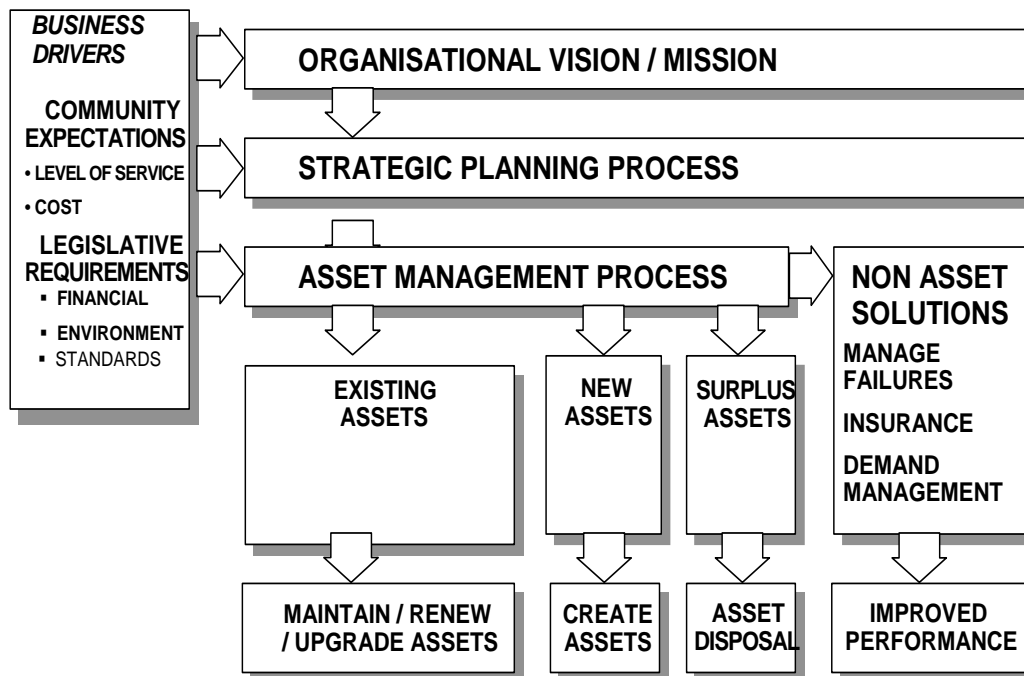 BUSINESS
DRIVERS
COMMUNITY
EXPECTATIONS
• LEVEL OF SERVICE
• COST
LEGISLATIVE
REQUIREMENTS
▪ FINANCIAL
▪ ENVIRONMENT
▪ STANDARDS
ORGANISATIONAL VISION / MISSION
STRATEGIC PLANNING PROCESS
ASSET MANAGEMENT PROCESS
NON ASSET
SOLUTIONS
MANAGE
FAILURES
INSURANCE
DEMAND
MANAGEMENT
EXISTING
ASSETS
NEW
ASSETS
SURPLUS
ASSETS
MAINTAIN / RENEW
/ UPGRADE ASSETS
CREATE
ASSETS
ASSET
DISPOSAL
IMPROVED
PERFORMANCE